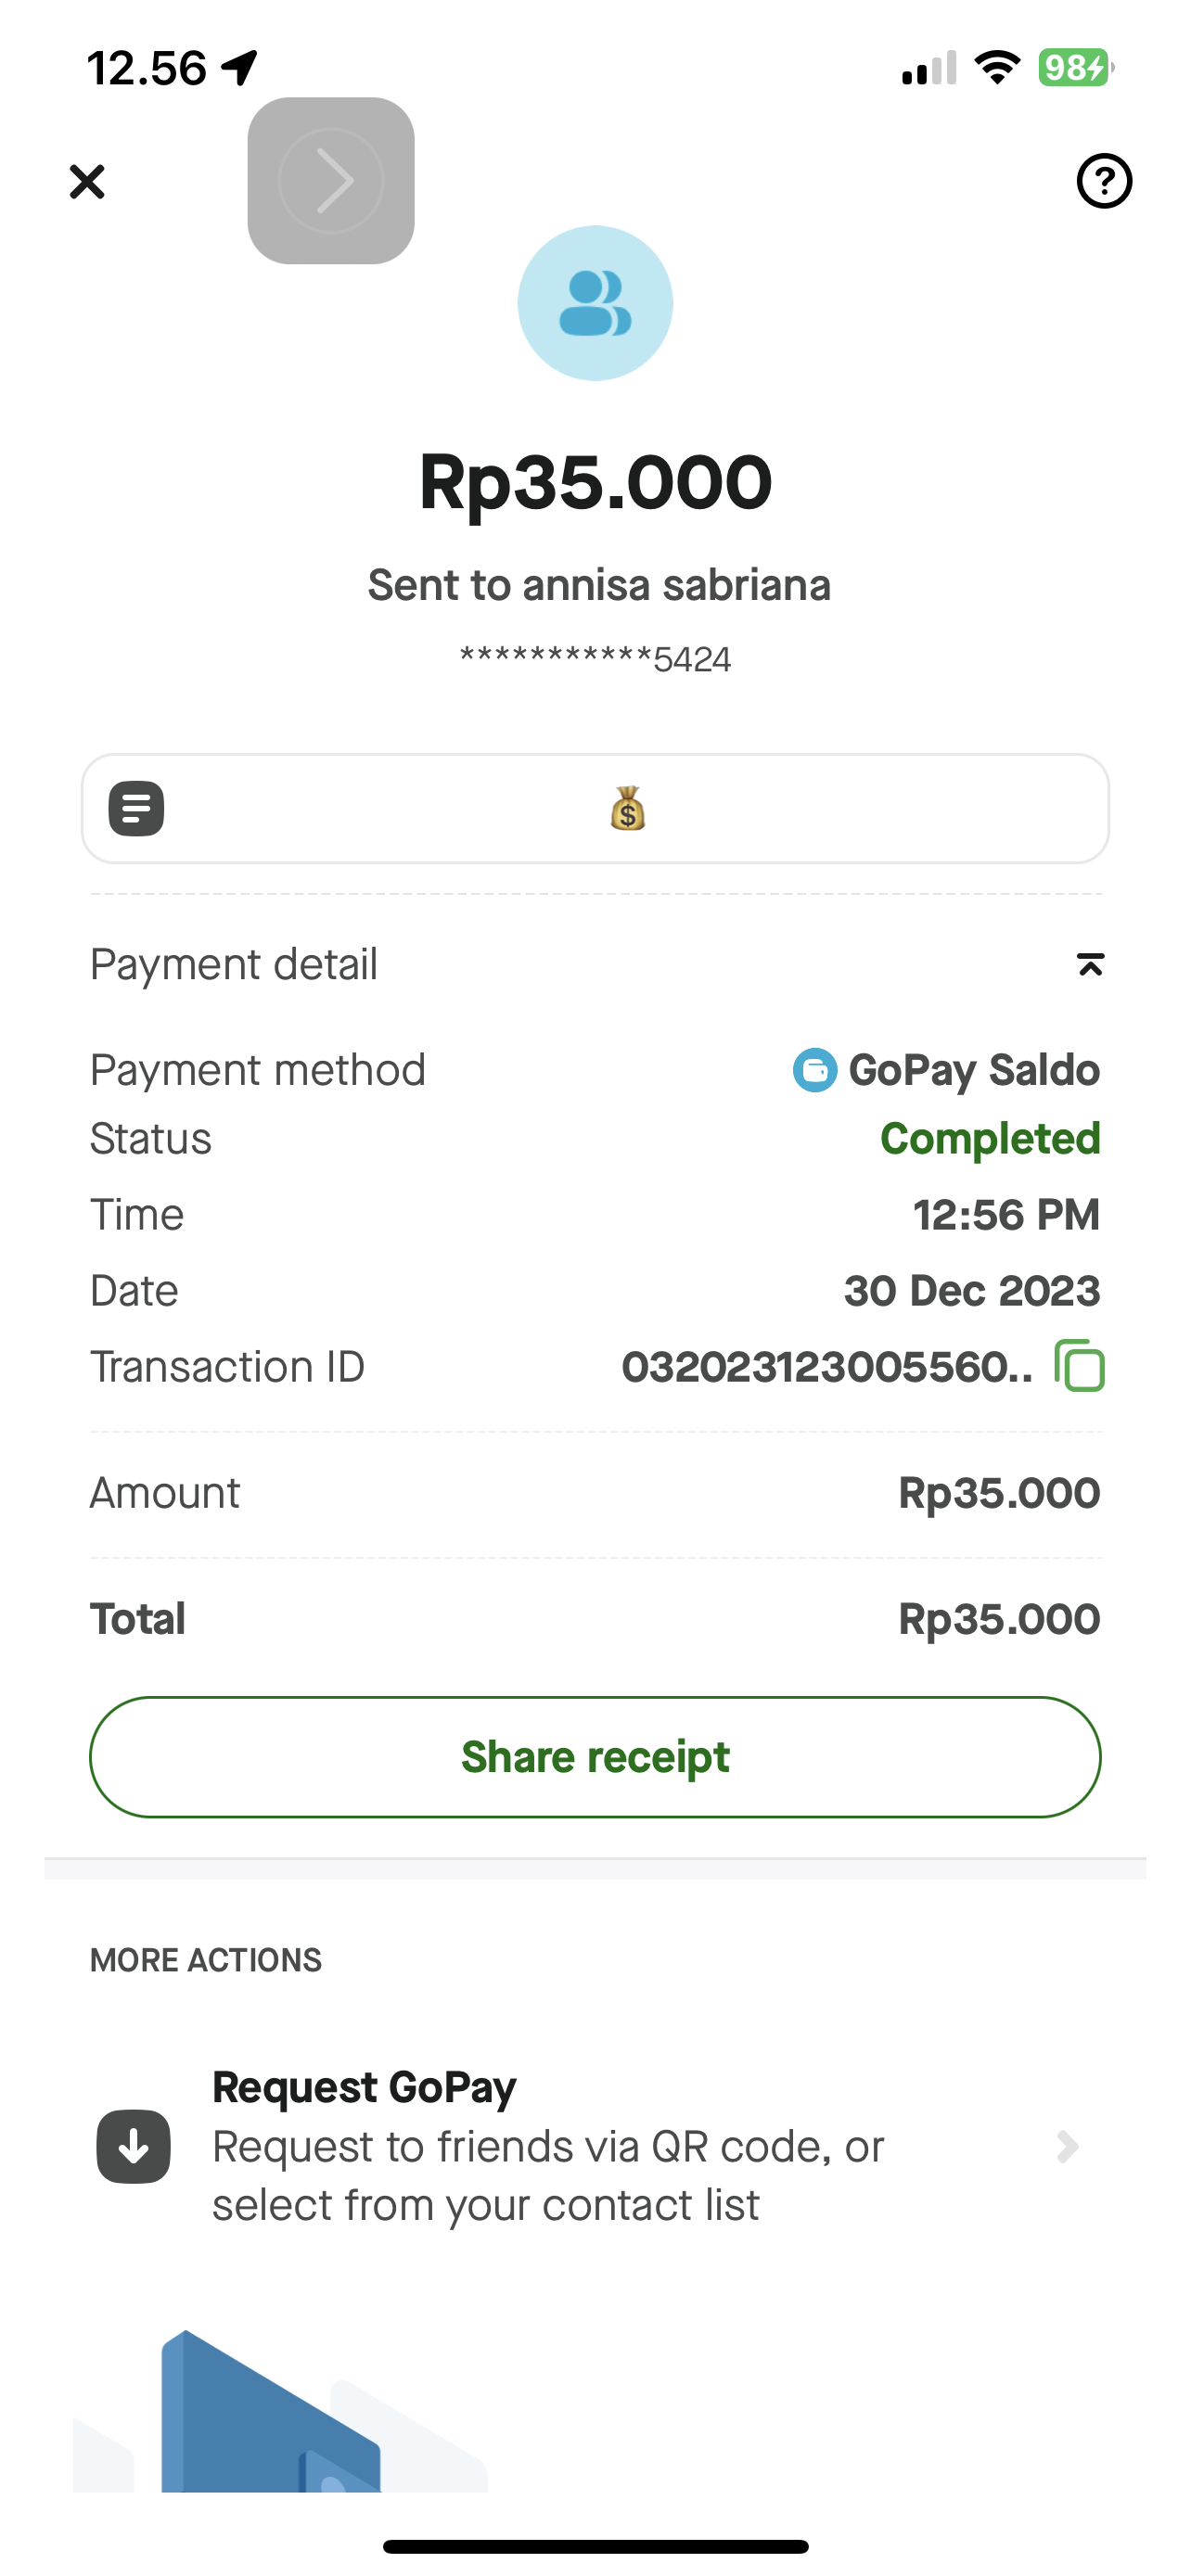 12.56
98
Rp35.000
Sent to annisa sabriana
***********5424
Payment detail
Payment method GoPay Saldo
Status Completed
Time 12:56 PM
Date 30 Dec 2023
Transaction ID 032023123005560..
Amount Rp35.000
Total Rp35.000
Share receipt
MORE ACTIONS
Request GoPay
Request to friends via QR code, or
select from your contact list